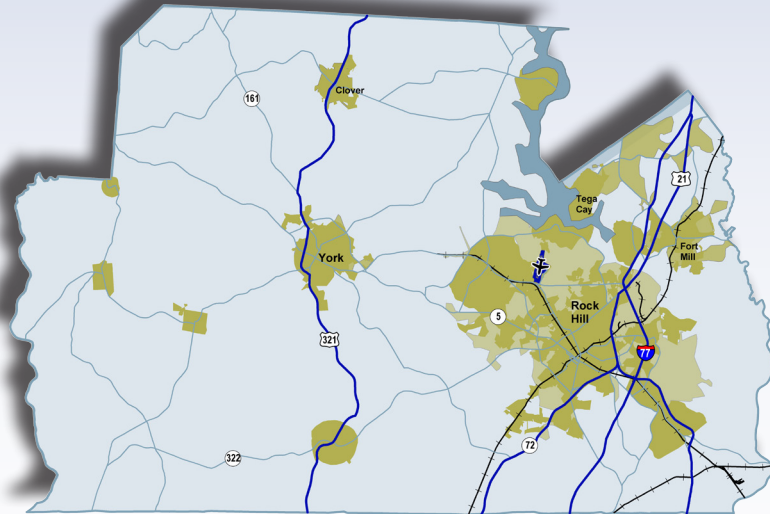 Clover
161
21
Tega
Cay
Fort
Mill
York
Rock
Hill
5
321
77
72
322